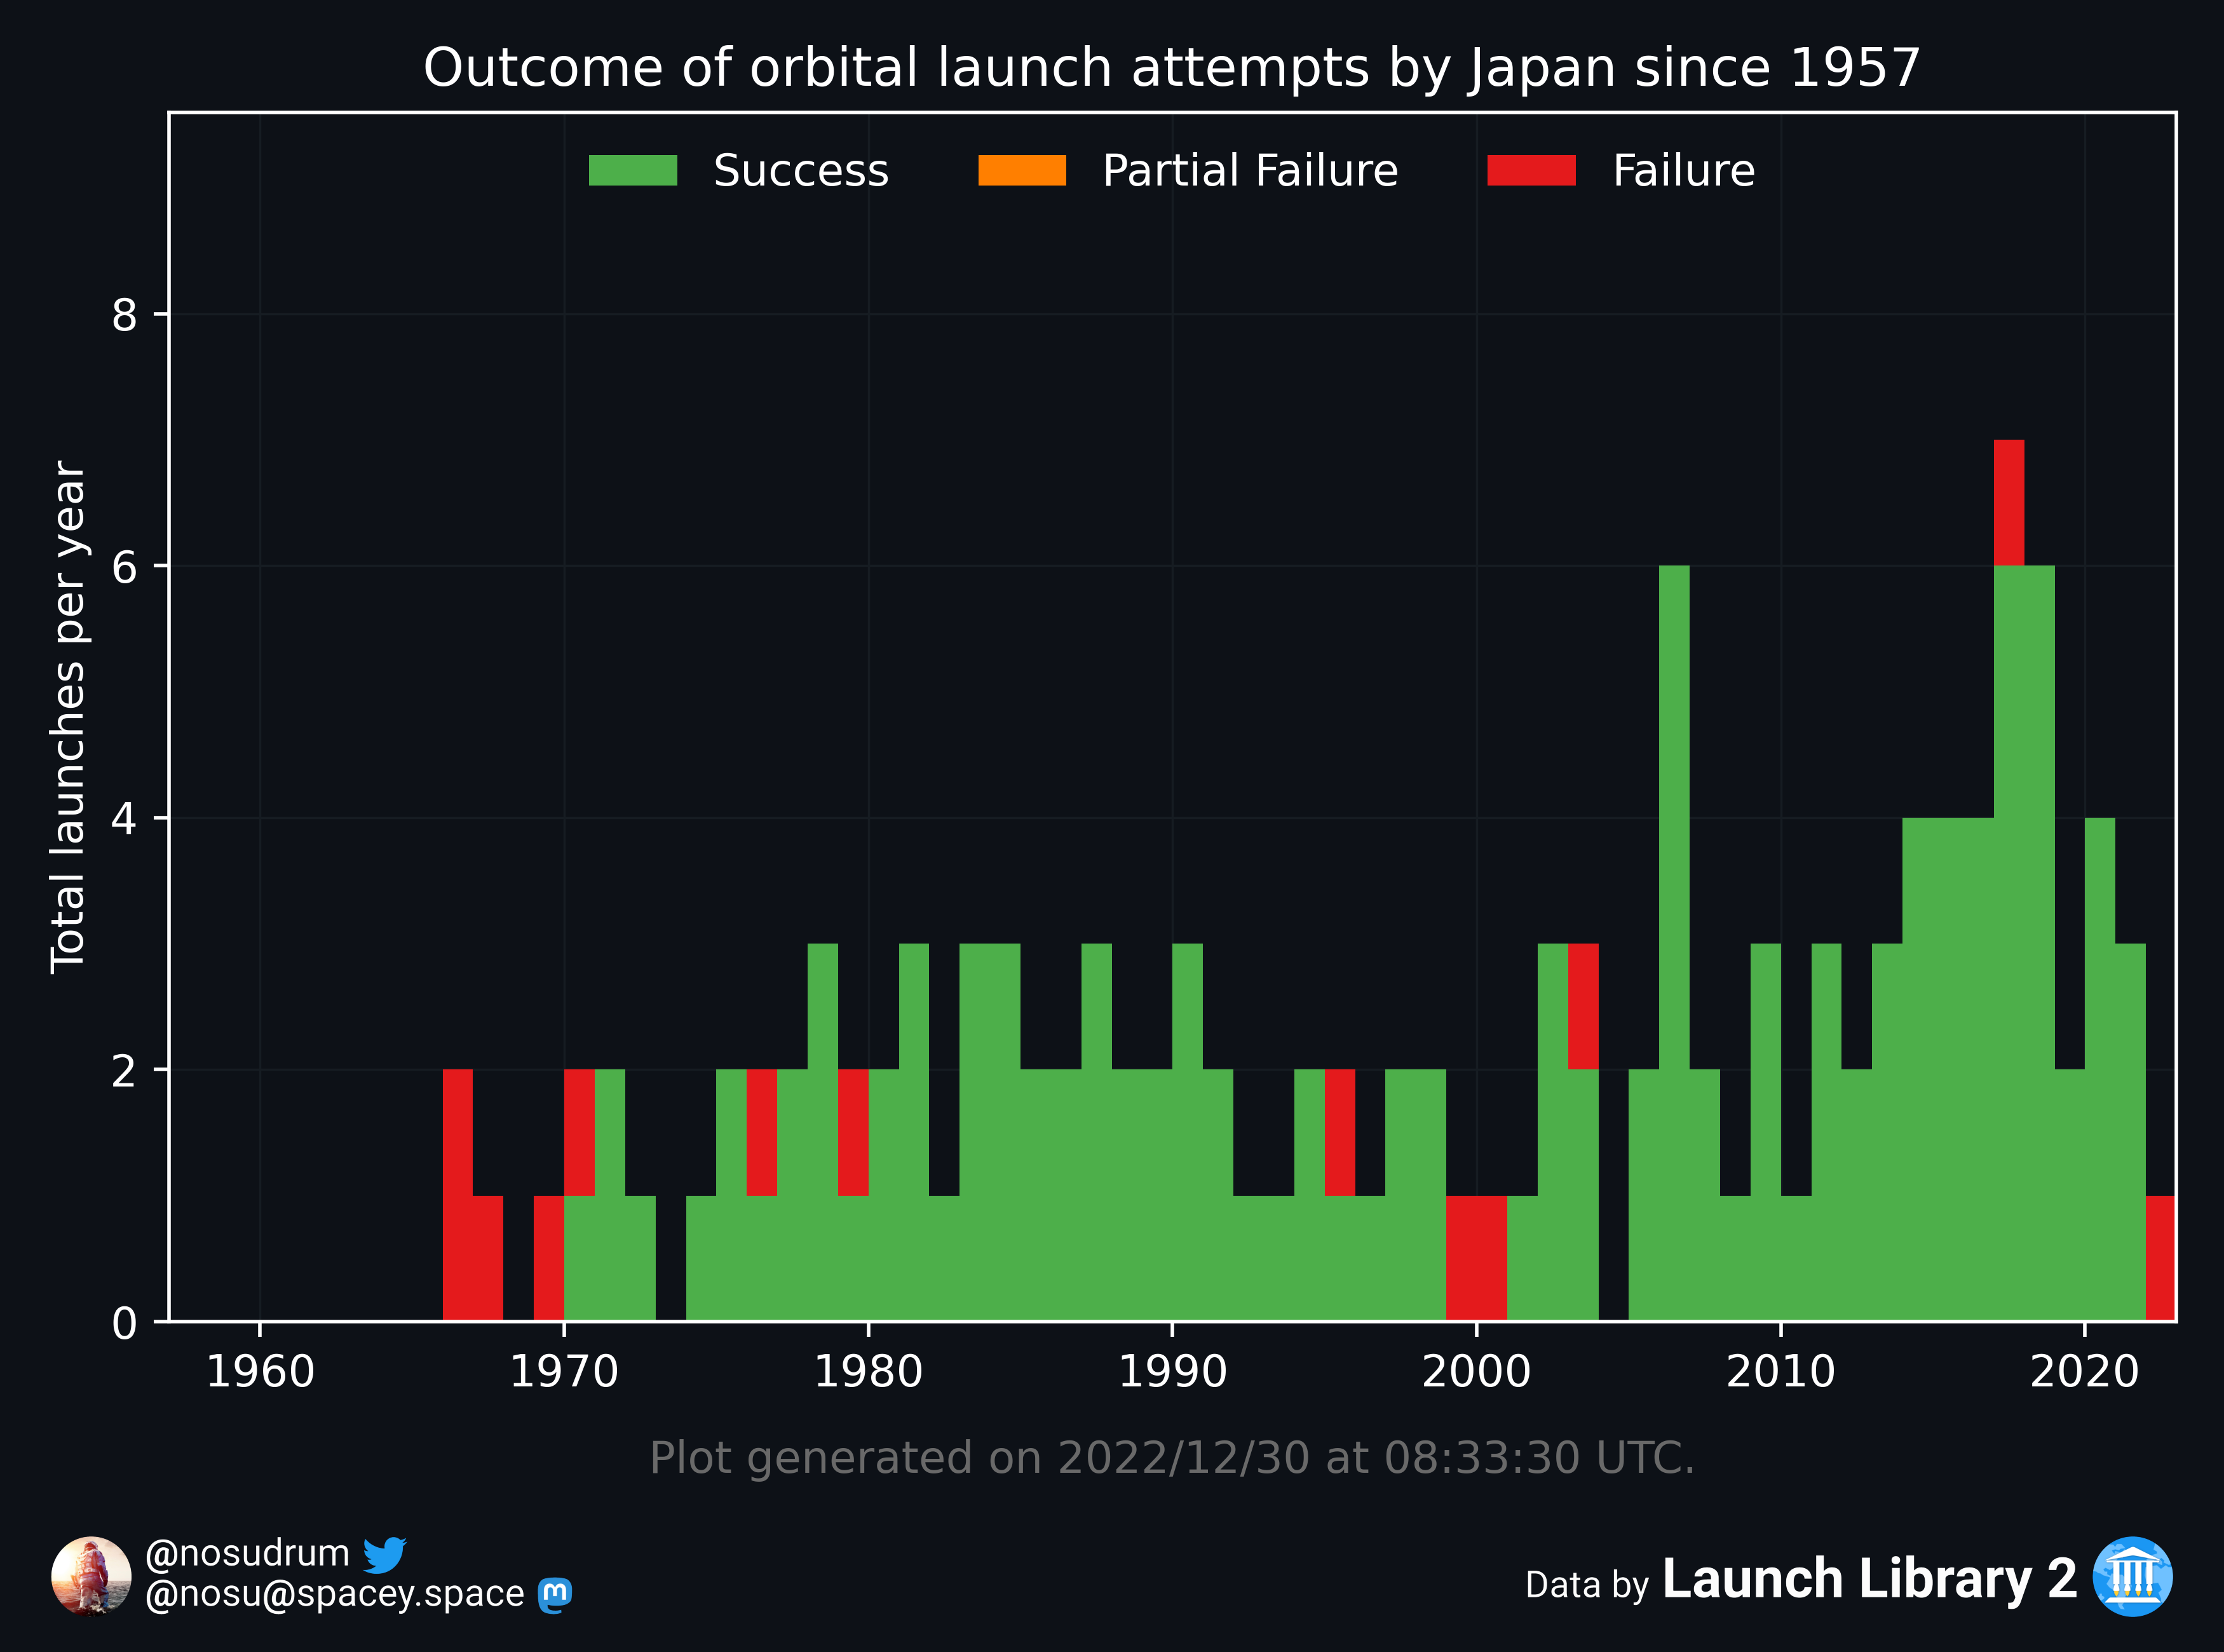 Outcome of orbital launch attempts by Japan since 1957
Success Partial Failure Failure
Total launches per year
8
6
4
2
0
1960 1970 1980 1990 2000 2010 2020
Plot generated on 2022/12/30 at 08:33:30 UTC.
@nosudrum
@nosu@spacey.space
Data by Launch Library 2